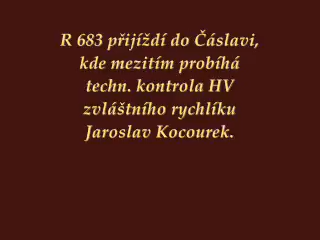 R 683 přijíždí do Čáslavi,
kde mezitím probíhá
techn. kontrola HV
zvláštního rychlíku
Jaroslav Kocourek.